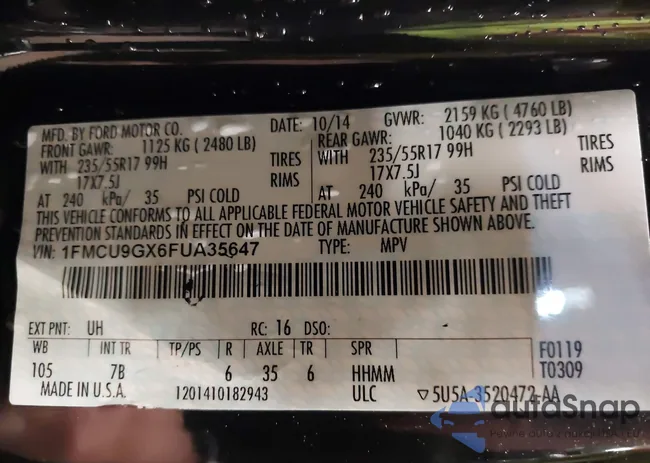 MFD. BY FORD MOTOR CO. DATE: 10/14 GVWR: 2159 KG ( 4760 LB)
FRONT GAWR: 1125 KG ( 2480 LB) REAR GAWR: 1040 KG ( 2293 LB)
WITH 235/55R17 99H TIRES WITH 235/55R17 99H TIRES
17X7.5J RIMS 17X7.5J RIMS
AT 240 kPa/ 35 PSI COLD AT 240 kPa/ 35 PSI COLD
THIS VEHICLE CONFORMS TO ALL APPLICABLE FEDERAL MOTOR VEHICLE SAFETY AND THEFT
PREVENTION STANDARDS IN EFFECT ON THE DATE OF MANUFACTURE SHOWN ABOVE.
VIN: 1FMCU9GX6FUA35647 TYPE: MPV
EXT PNT: UH RC: 16 DSO:
WB INT TR TP/PS R AXLE TR SPR F0119
105 7B 6 35 6 HHMM T0309
MADE IN U.S.A. 1201410182943 ULC ▽5U5A-3520472-AA
autoSnap